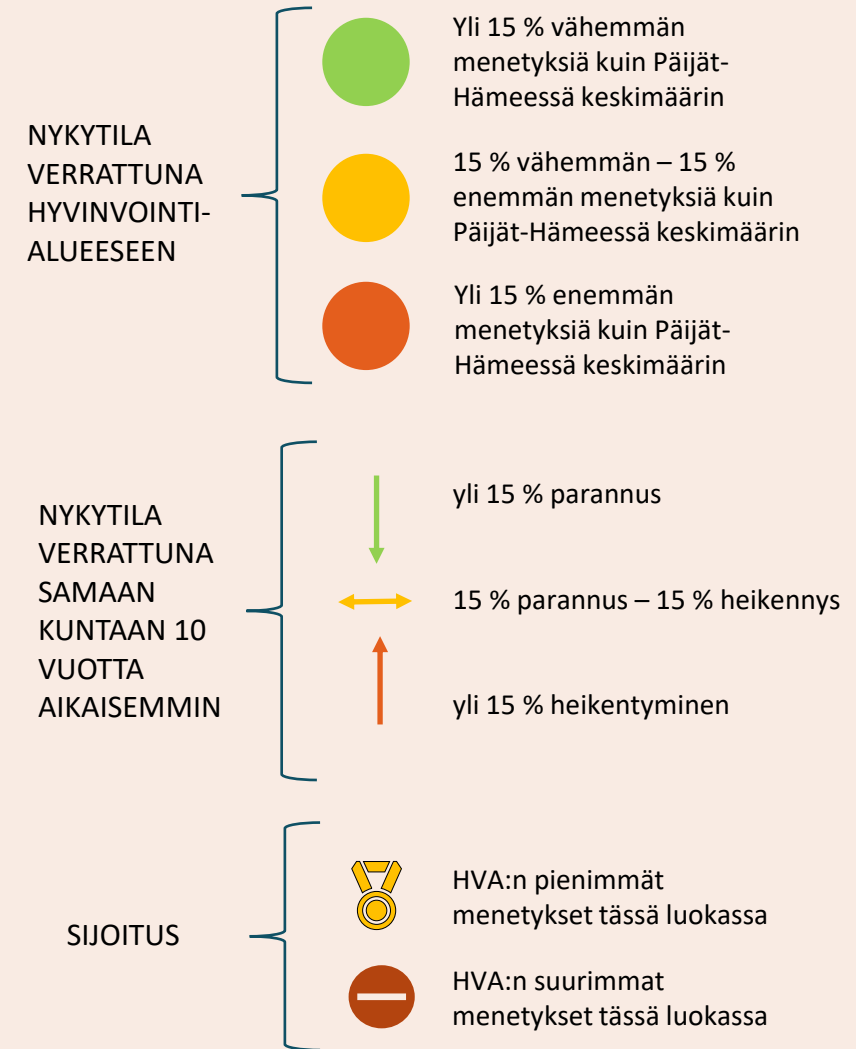 NYKYTILA
VERRATTUNA
HYVINVOINTI-
ALUEESEEN
Yli 15 % vähemmän
menetyksiä kuin Päijät-
Hämeessä keskimäärin
15 % vähemmän – 15 %
enemmän menetyksiä kuin
Päijät-Hämeessä keskimäärin
Yli 15 % enemmän
menetyksiä kuin Päijät-
Hämeessä keskimäärin
NYKYTILA
VERRATTUNA
SAMAAN
KUNTAAN 10
VUOTTA
AIKAISEMMIN
yli 15 % parannus
15 % parannus – 15 % heikennys
yli 15 % heikentyminen
SIJOITUS
HVA:n pienimmät
menetykset tässä luokassa
HVA:n suurimmat
menetykset tässä luokassa